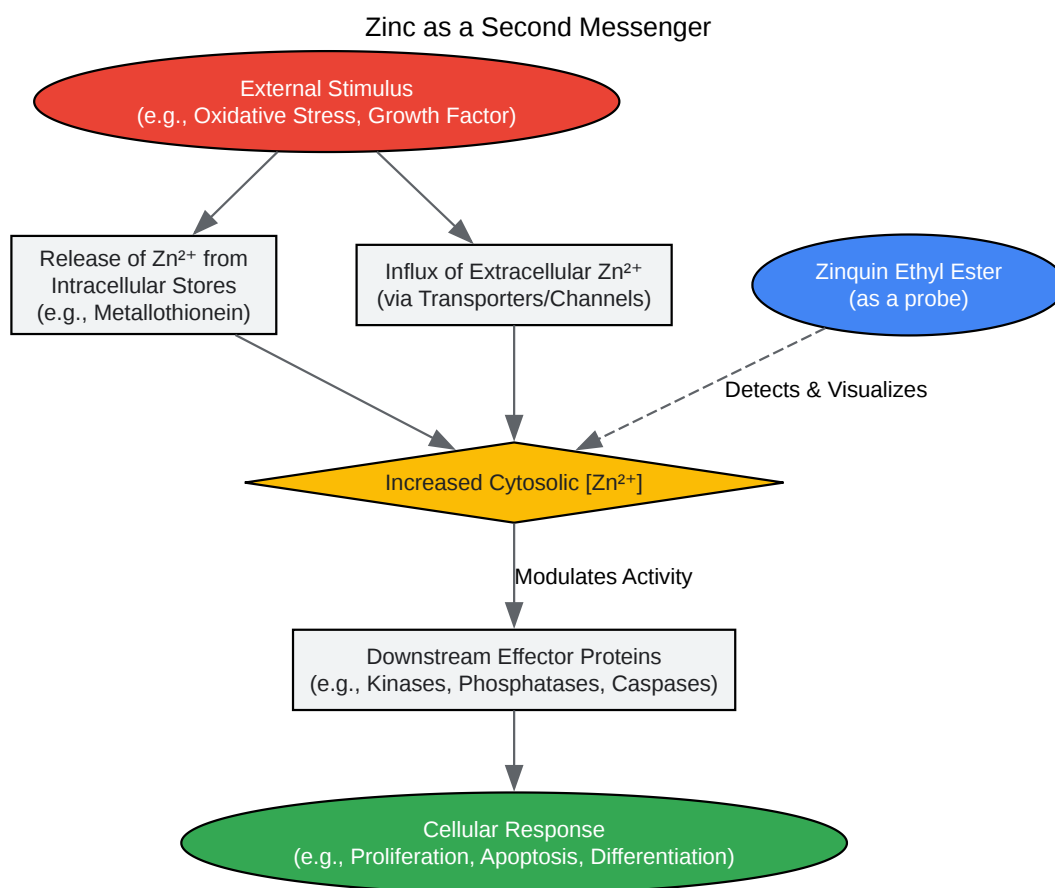 Zinc as a Second Messenger
External Stimulus
(e.g., Oxidative Stress, Growth Factor)
Release of Zn²⁺ from
Intracellular Stores
(e.g., Metallothionein)
Influx of Extracellular Zn²⁺
(via Transporters/Channels)
Zinquin Ethyl Ester
(as a probe)
Detects & Visualizes
Increased Cytosolic [Zn²⁺]
Modulates Activity
Downstream Effector Proteins
(e.g., Kinases, Phosphatases, Caspases)
Cellular Response
(e.g., Proliferation, Apoptosis, Differentiation)